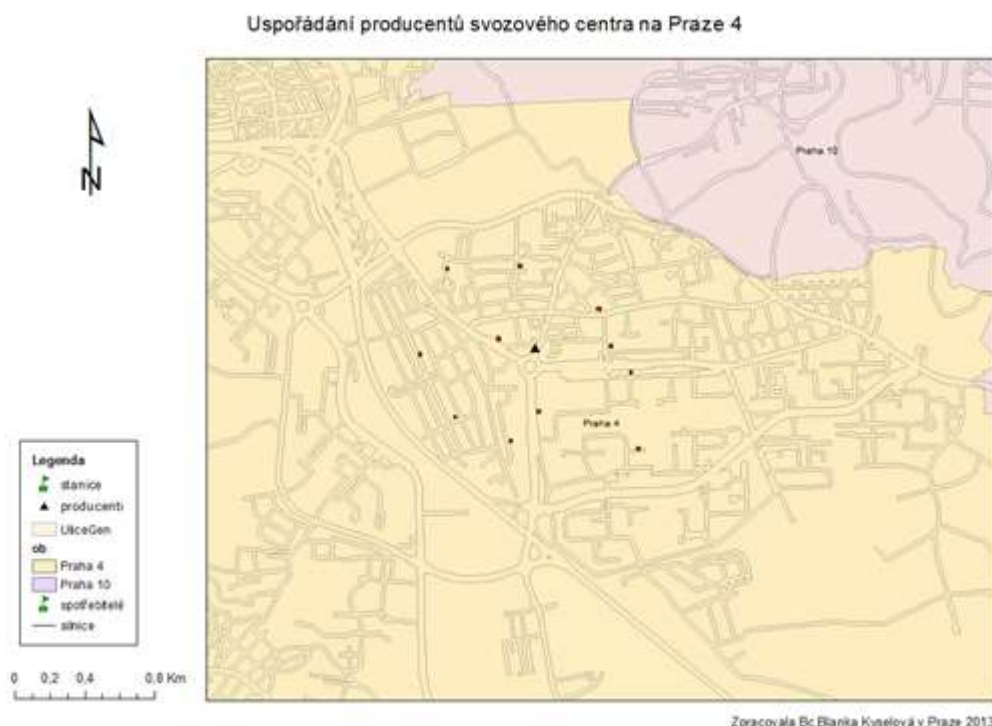 Uspořádání producentů svozového centra na Praze 4
N
Praha 10
Praha 4
Legenda
stanice
producenti
UliceGen
ob
Praha 4
Praha 10
spotřebitelé
silnice
0 0,2 0,4 0,8 Km
Zpracovala Bc.Blanka Kyselová v Praze 2013